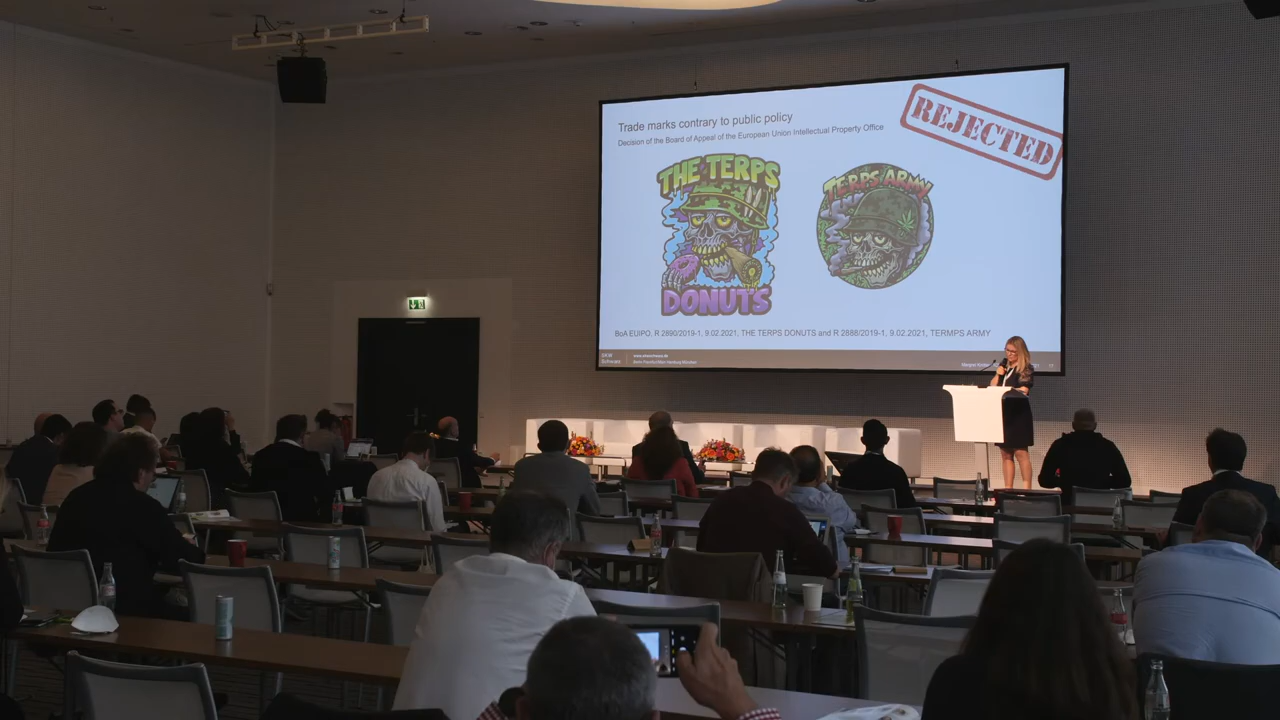 REJECTED
Trade marks contrary to public policy
Decision of the Board of Appeal of the European Union Intellectual Property Office
THE TERPS
DONUTS
TERPS ARMY
BoA EUIPO, R 2890/2019-1, 9.02.2021, THE TERPS DONUTS and R 2888/2019-1, 9.02.2021, TERMPS ARMY
SKW
Schwarz